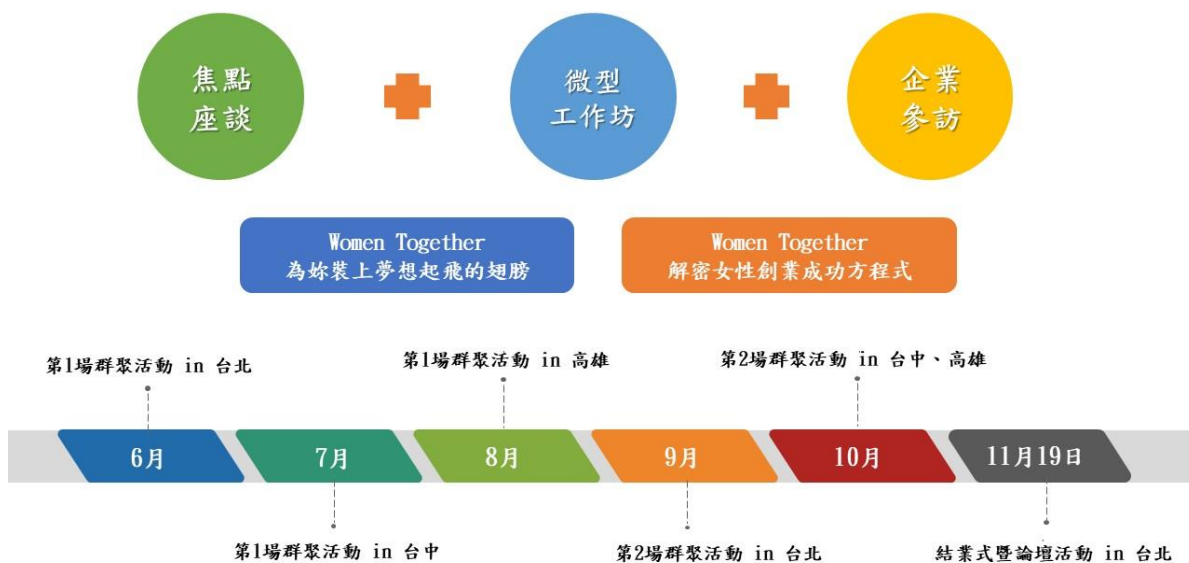 焦點
座談
微型
工作坊
企業
參訪
Women Together
為妳裝上夢想起飛的翅膀
Women Together
解密女性創業成功方程式
第1場群聚活動 in 台北
第1場群聚活動 in 高雄
第2場群聚活動 in 台中、高雄
6月
7月
8月
9月
10月
11月19日
第1場群聚活動 in 台中
第2場群聚活動 in 台北
結業式暨論壇活動 in 台北